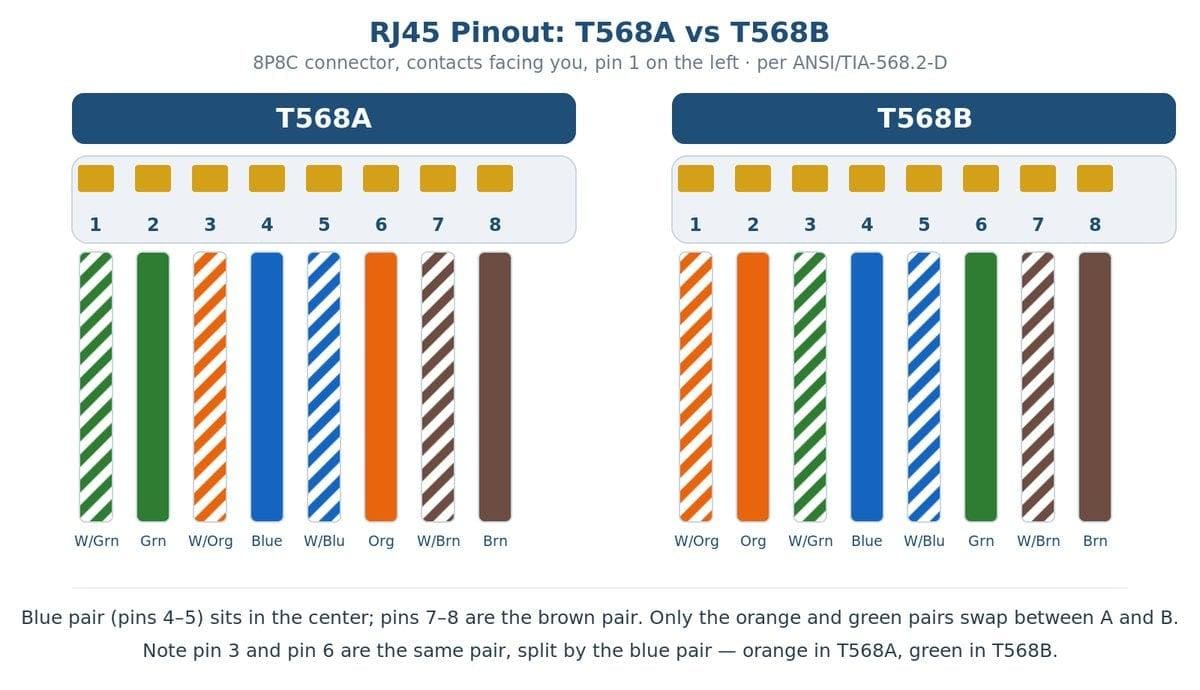 RJ45 Pinout: T568A vs T568B
8P8C connector, contacts facing you, pin 1 on the left · per ANSI/TIA-568.2-D
T568A
1 2 3 4 5 6 7 8
W/Grn Grn W/Org Blue W/Blu Org W/Brn Brn
T568B
1 2 3 4 5 6 7 8
W/Org Org W/Grn Blue W/Blu Grn W/Brn Brn
Blue pair (pins 4–5) sits in the center; pins 7–8 are the brown pair. Only the orange and green pairs swap between A and B.
Note pin 3 and pin 6 are the same pair, split by the blue pair — orange in T568A, green in T568B.